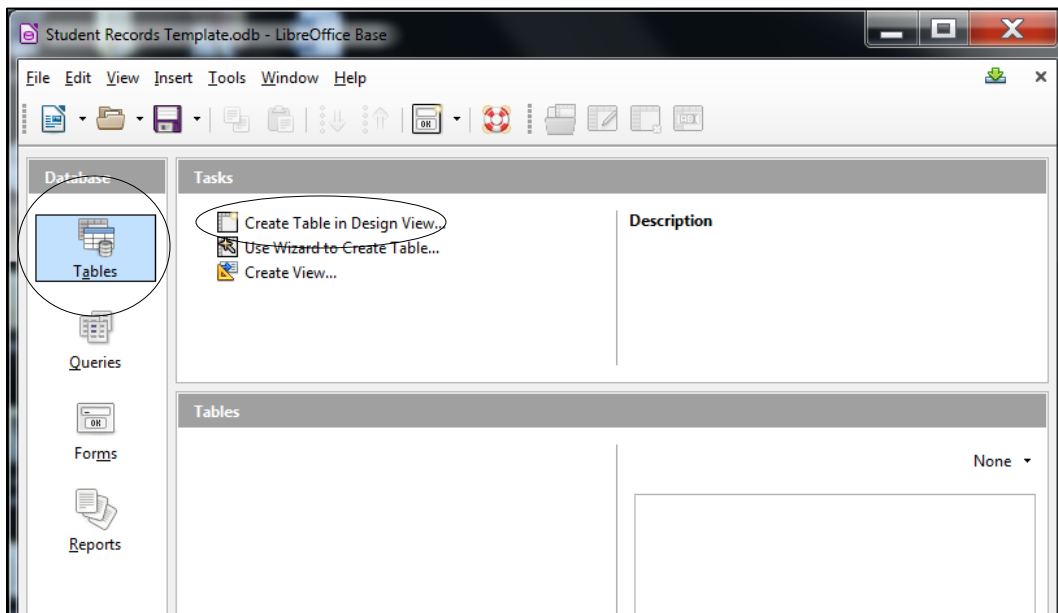 Student Records Template.odb - LibreOffice Base
File Edit View Insert Tools Window Help
OK
Database
Tasks
Tables
Create Table in Design View...
Use Wizard to Create Table...
Create View...
Description
Queries
Forms
Reports
Tables
None